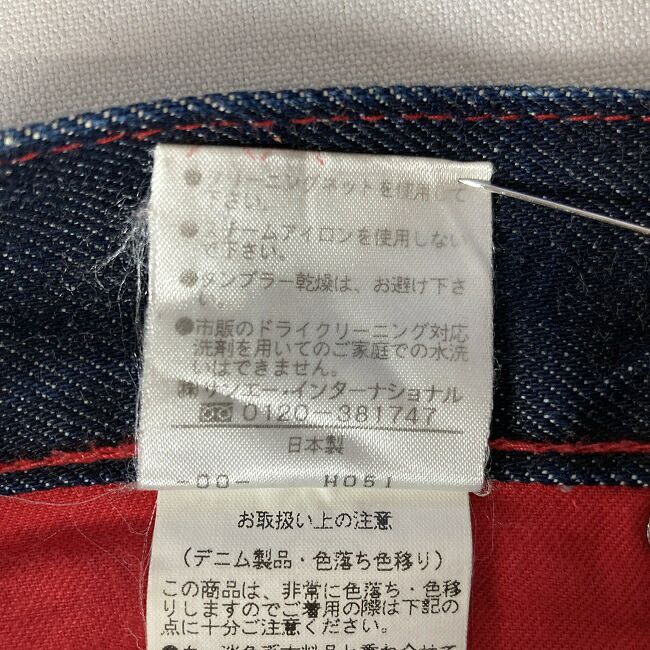 ●クリーニングネットを使用して
下さい。
●スチームアイロンを使用しない
で下さい。
●タンブラー乾燥は、お避け下さ
い。
●市販のドライクリーニング対応
洗剤を用いてのご家庭での水洗
いはできません。
㈱サンエー・インターナショナル
0120-381747
日本製
-00- H061
お取扱い上の注意
(デニム製品・色落ち色移り)
この商品は、非常に色落ち・色移
りしますのでご着用の際は下記の
点に十分ご注意下さい。